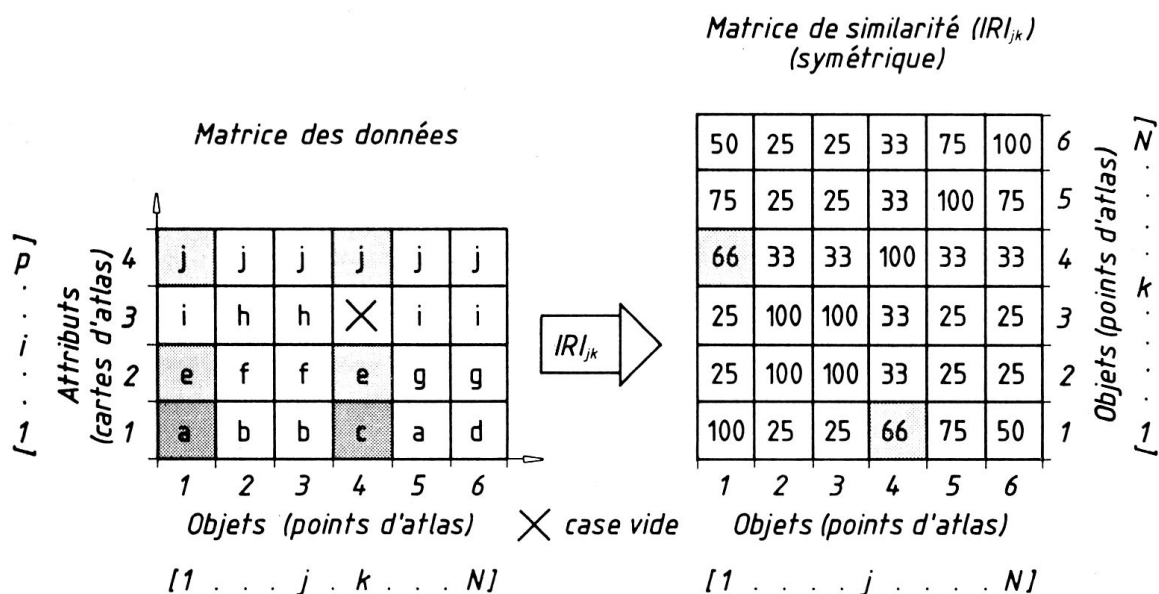 Matrice de similarité (IRIjk)
(symétrique)
Matrice des données
50 25 25 33 75 100 6
75 25 25 33 100 75 5
66 33 33 100 33 33 4
25 100 100 33 25 25 3
25 100 100 33 25 25 2
100 25 25 66 75 50 1
1 2 3 4 5 6
Objets (points d'atlas)
[1 . . . . j . . . . N]
Objets (points d'atlas)
[1 . . . . k . . . . N]
Attributs
(cartes d'atlas)
[1 . . . i . . . p]
4 j j j j j j
3 i h h X i i
2 e f f e g g
1 a b b c a d
1 2 3 4 5 6
Objets (points d'atlas)
[1 . . . j . k . . . N]
X case vide
IRIjk